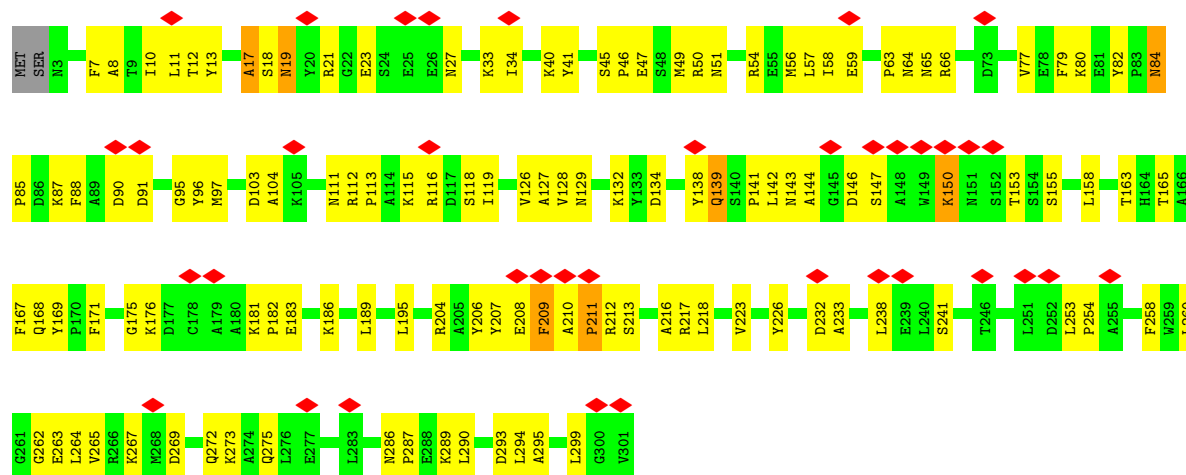 MET SER N3 F7 A8 T9 I10 L11 T12 Y13 A17 S18 N19 Y20 R21 G22 E23 S24 E25 E26 N27 K33 I34 K40 Y41 S45 P46 E47 S48 M49 R50 N51 R54 E55 M56 L57 I58 E59 P63 N64 N65 R66 D73 V77 E78 F79 K80 E81 Y82 P83 N84
P85 D86 K87 F88 A89 D90 D91 G95 Y96 M97 D103 A104 K105 N111 R112 P113 A114 K115 R116 D117 S118 I119 V126 A127 V128 N129 K132 Y133 D134 Y138 Q139 S140 P141 L142 N143 A144 G145 D146 S147 A148 W149 K150 N151 S152 T153 S154 S155 L158 T163 H164 T165 A166
F167 Q168 Y169 P170 F171 G175 K176 D177 C178 A179 A180 K181 P182 E183 K186 L189 L195 R204 A205 Y206 Y207 E208 F209 A210 P211 R212 S213 A216 R217 L218 V223 Y226 D232 A233 L238 E239 L240 S241 T246 L251 D252 L253 P254 A255 F258 W259 L260
G261 G262 E263 L264 V265 R266 K267 M268 D269 Q272 K273 A274 Q275 L276 E277 L283 N286 P287 E288 K289 L290 D293 L294 A295 L299 G300 V301